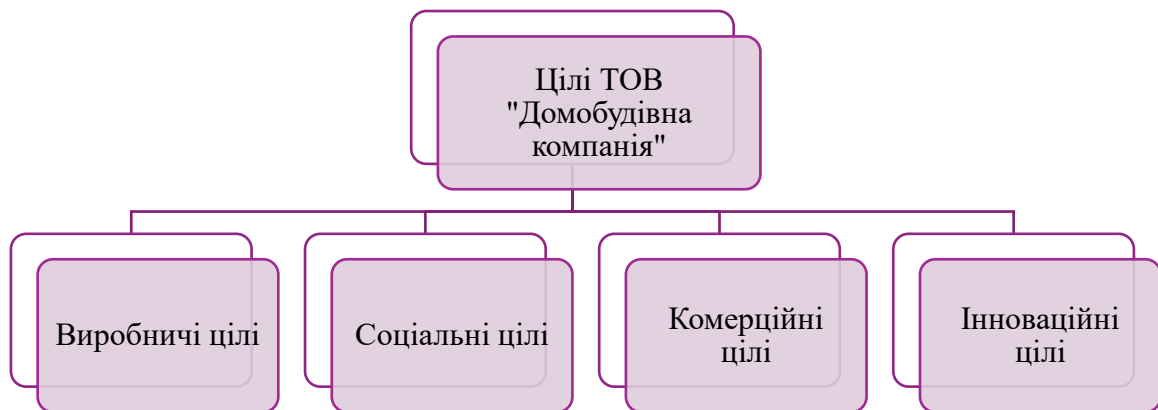 Цілі ТОВ
"Домобудівна
компанія"
Виробничі цілі
Соціальні цілі
Комерційні
цілі
Інноваційні
цілі